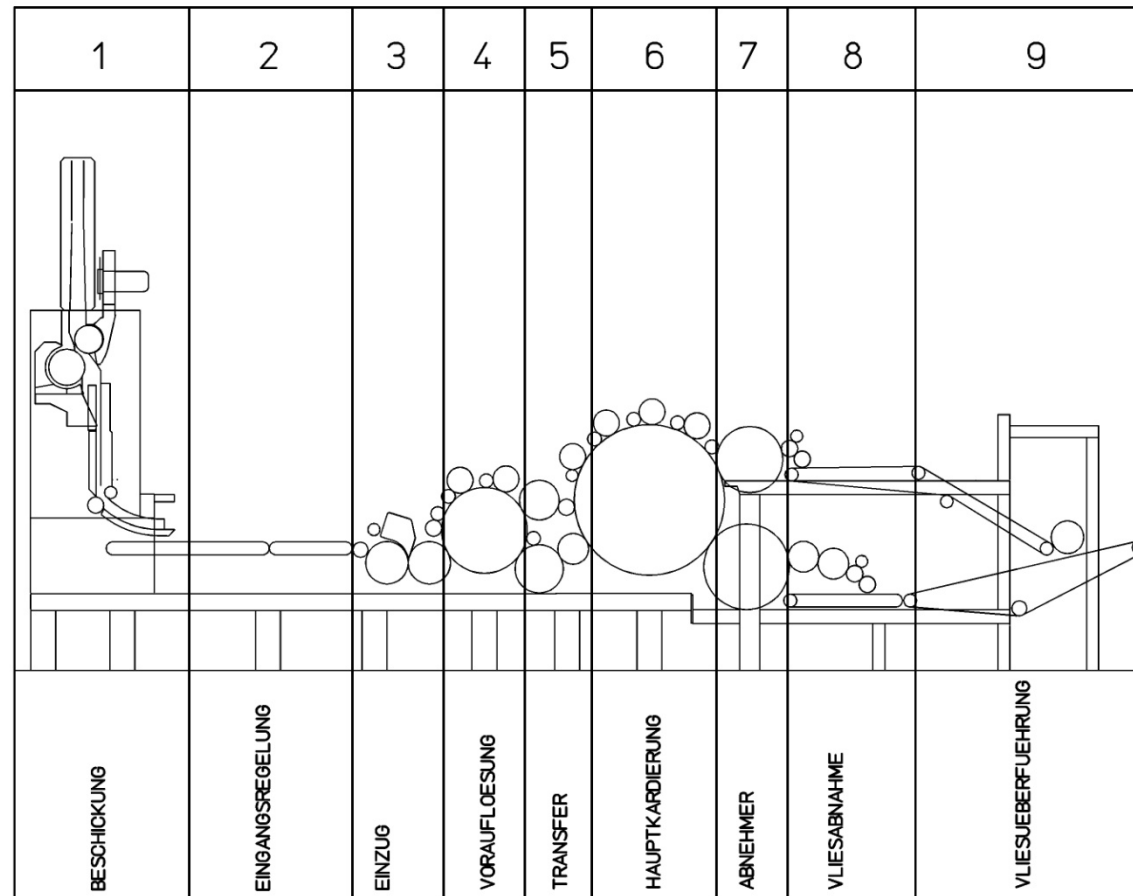 1
2
3
4
5
6
7
8
9
BESCHICKUNG
EINGANGSREGELUNG
EINZUG
VORAUFLOESUNG
TRANSFER
HAUPTKARDIERUNG
ABNEHMER
VLIESABNAHME
VLIESUEBERFUEHRUNG